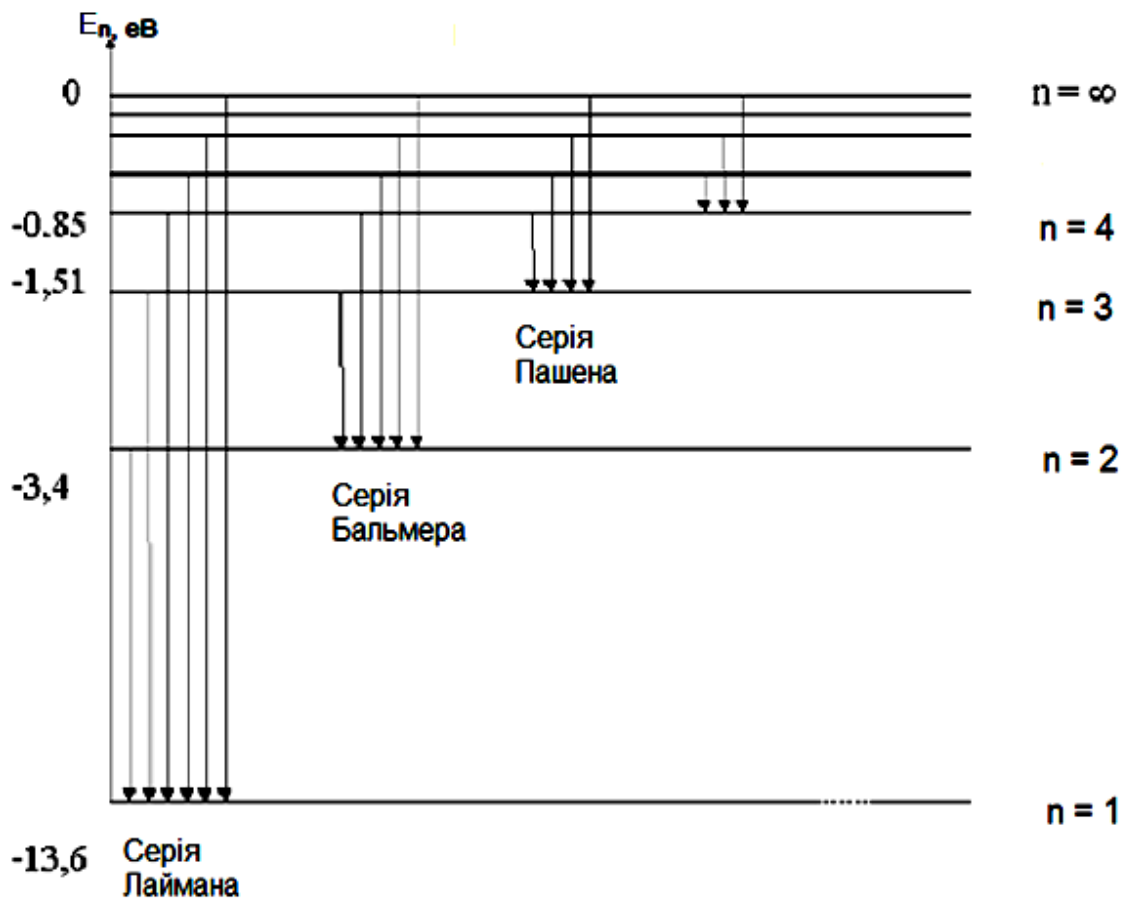 En, еВ
0
n = ∞
-0.85
n = 4
-1,51
n = 3
Серія
Пашена
-3,4
n = 2
Серія
Бальмера
n = 1
-13,6
Серія
Лаймана